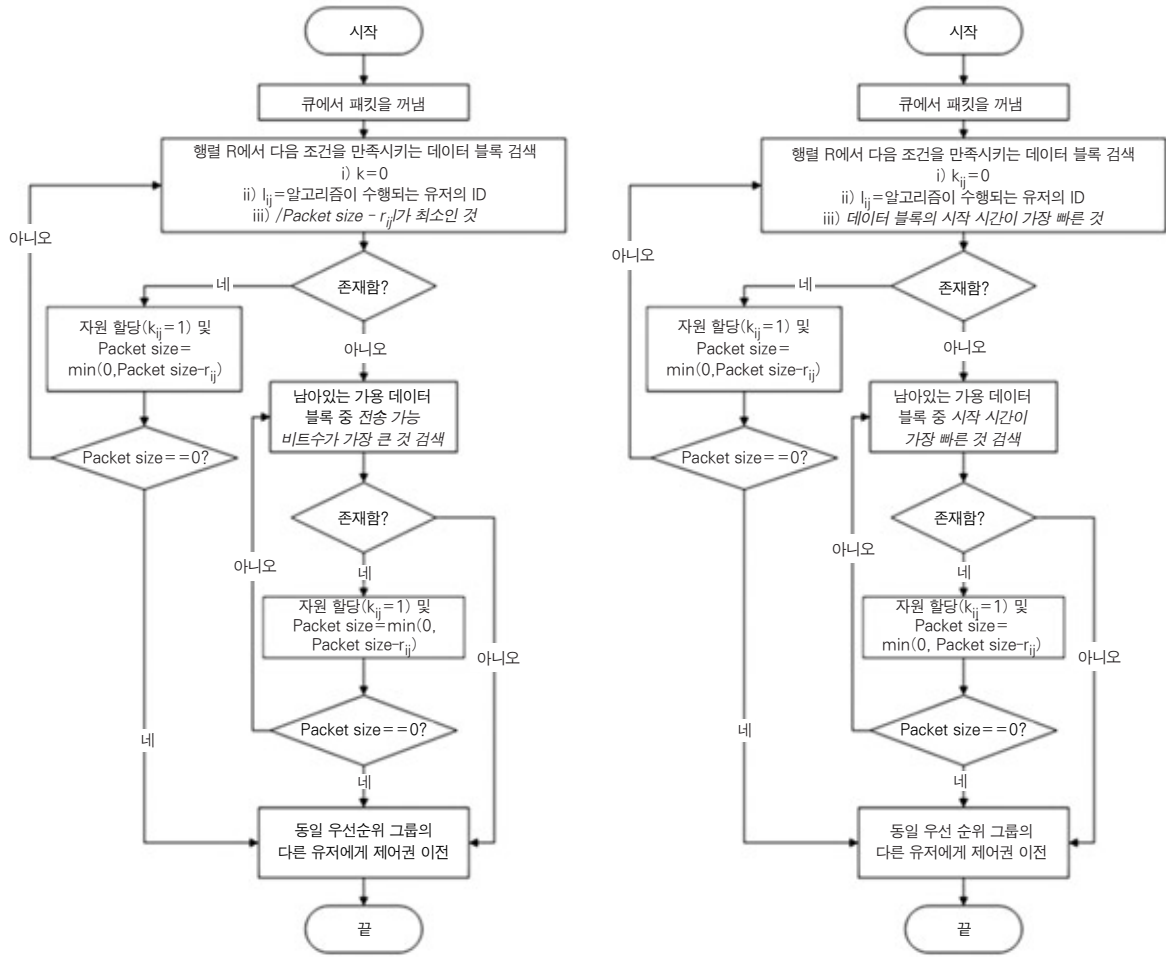 시작
큐에서 패킷을 꺼냄
행렬 R에서 다음 조건을 만족시키는 데이터 블록 검색
i) k=0
ii) l_ij=알고리즘이 수행되는 유저의 ID
iii) /Packet size - r_ij/가 최소인 것
아니오
존재함?
네
자원 할당(k_ij=1) 및
Packet size=
min(0,Packet size-r_ij)
아니오
남아있는 가용 데이터
블록 중 전송 가능
비트수가 가장 큰 것 검색
Packet size==0?
존재함?
아니오
네
자원 할당(k_ij=1) 및
Packet size=min(0,
Packet size-r_ij)
아니오
Packet size==0?
네
네
동일 우선순위 그룹의
다른 유저에게 제어권 이전
끝
시작
큐에서 패킷을 꺼냄
행렬 R에서 다음 조건을 만족시키는 데이터 블록 검색
i) k_ij=0
ii) l_ij=알고리즘이 수행되는 유저의 ID
iii) 데이터 블록의 시작 시간이 가장 빠른 것
아니오
존재함?
네
자원 할당(k_ij=1) 및
Packet size=
min(0,Packet size-r_ij)
아니오
남아있는 가용 데이터
블록 중 시작 시간이
가장 빠른 것 검색
Packet size==0?
존재함?
아니오
네
자원 할당(k_ij=1) 및
Packet size=
min(0, Packet size-r_ij)
아니오
Packet size==0?
네
네
동일 우선 순위 그룹의
다른 유저에게 제어권 이전
끝